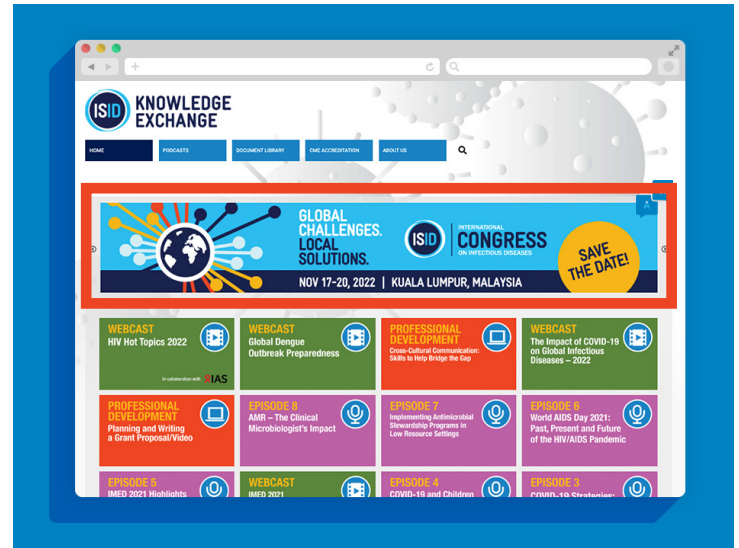 ISID KNOWLEDGE
EXCHANGE
HOME PODCASTS DOCUMENT LIBRARY CME ACCREDITATION ABOUT US
A
GLOBAL
CHALLENGES.
LOCAL
SOLUTIONS.
ISID INTERNATIONAL
CONGRESS
ON INFECTIOUS DISEASES
SAVE
THE DATE!
NOV 17-20, 2022 | KUALA LUMPUR, MALAYSIA
WEBCAST
HIV Hot Topics 2022
In collaboration with IAS
WEBCAST
Global Dengue
Outbreak Preparedness
PROFESSIONAL
DEVELOPMENT
Cross-Cultural Communication:
Skills to Help Bridge the Gap
WEBCAST
The Impact of COVID-19
on Global Infectious
Diseases – 2022
PROFESSIONAL
DEVELOPMENT
Planning and Writing
a Grant Proposal/Video
EPISODE 8
AMR – The Clinical
Microbiologist's Impact
EPISODE 7
Implementing Antimicrobial
Stewardship Programs in
Low Resource Settings
EPISODE 6
World AIDS Day 2021:
Past, Present and Future
of the HIV/AIDS Pandemic
EPISODE 5
IMED 2021 Highlights
WEBCAST
IMED 2021
EPISODE 4
COVID-19 and Children
EPISODE 3
COVID-19 Strategies: